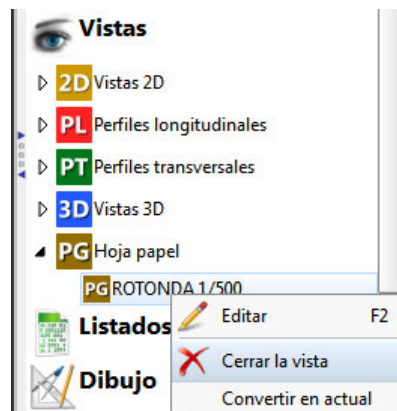 Vistas
2D Vistas 2D
PL Perfiles longitudinales
PT Perfiles transversales
3D Vistas 3D
PG Hoja papel
PG ROTONDA 1/500
Listados
Editar F2
Cerrar la vista
Dibujo
Convertir en actual